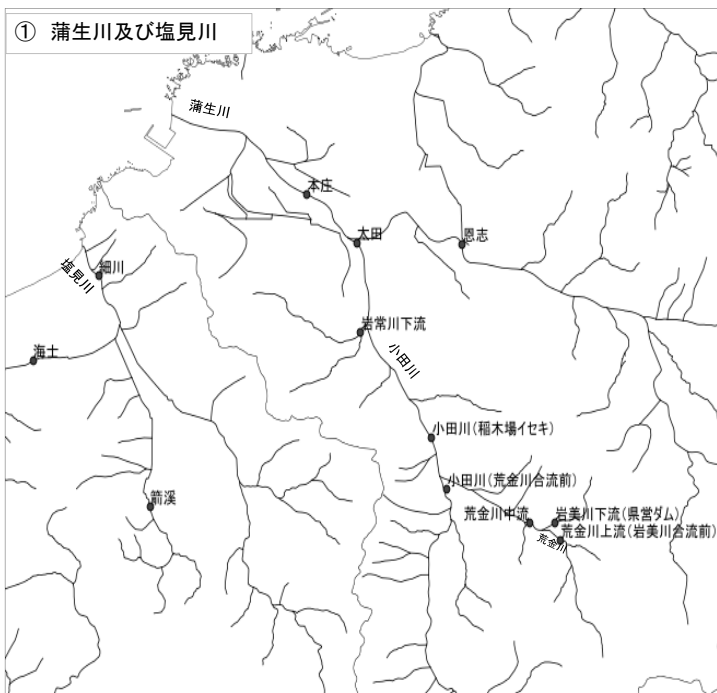 ① 蒲生川及び塩見川
蒲生川
本庄
太田
恩志
塩見川
細川
岩常川下流
海士
小田川
小田川(稲木場イセキ)
小田川(荒金川合流前)
箭溪
荒金川中流
岩美川下流(県営ダム)
荒金川上流(岩美川合流前)
荒金川